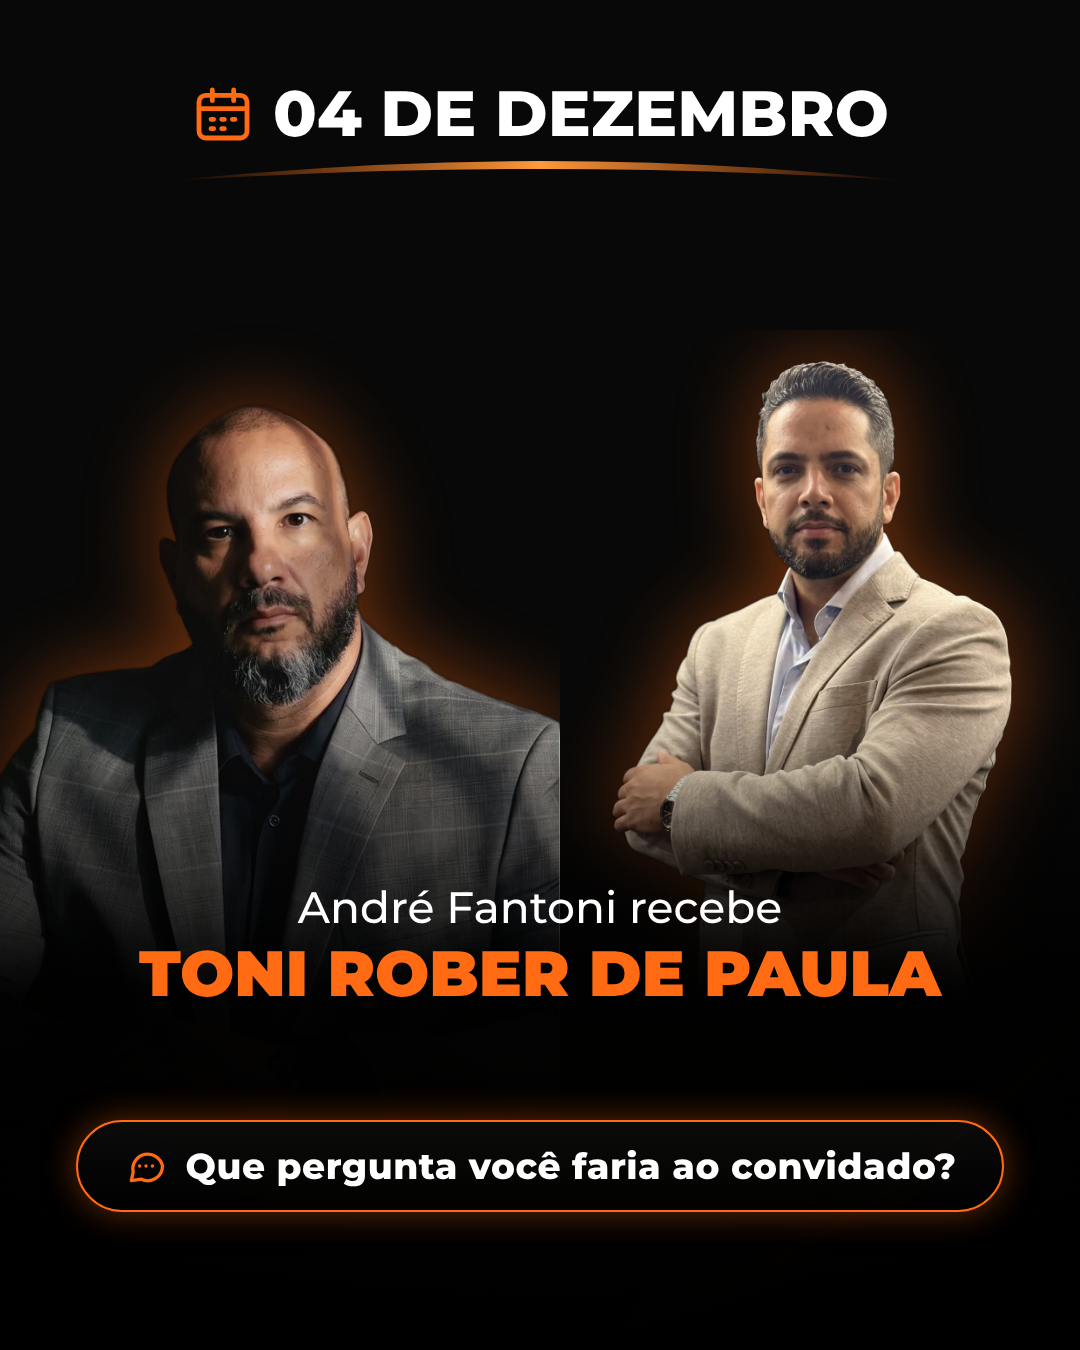 04 DE DEZEMBRO
André Fantoni recebe
TONI ROBER DE PAULA
Que pergunta você faria ao convidado?